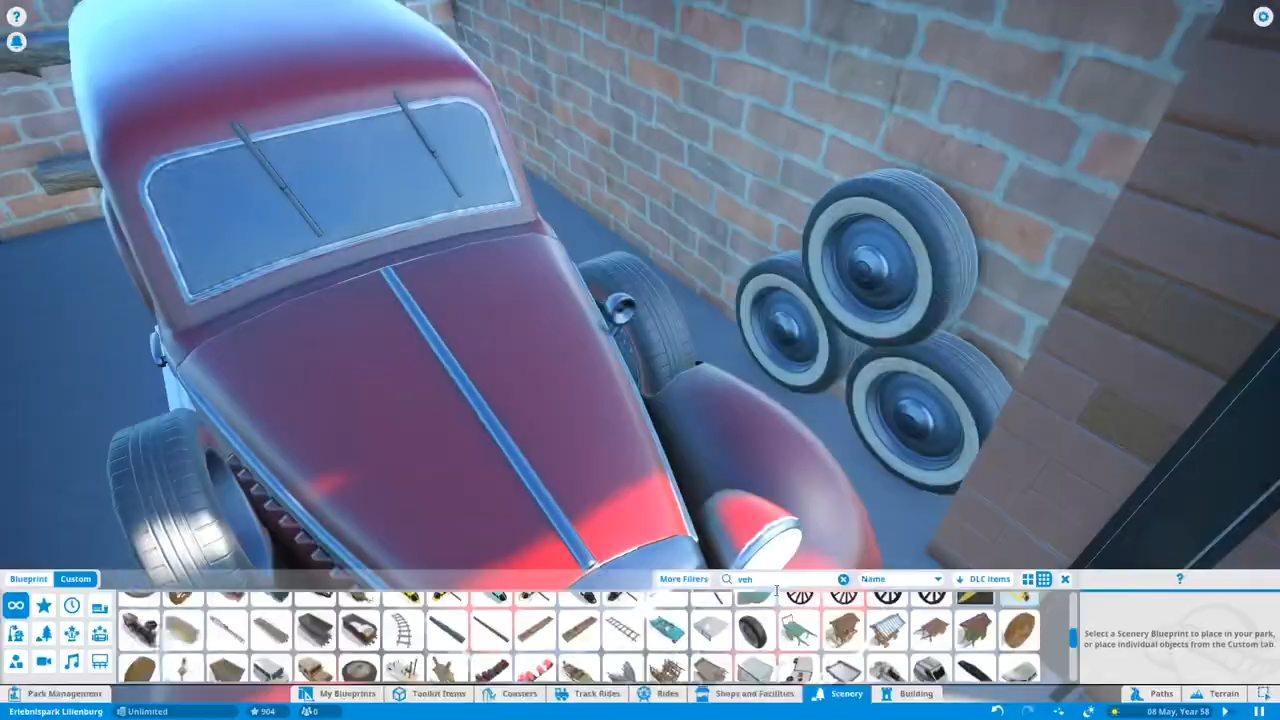 Blueprint Custom More Filters veh Name DLC Items
Select a Scenery Blueprint to place in your park,
or place individual objects from the Custom tab.
Park Management My Blueprints Toolkit Items Coasters Track Rides Rides Shops and Facilities Scenery Building Paths Terrain
Erlebnispark Lilienburg Unlimited 904 0 08 May, Year 58